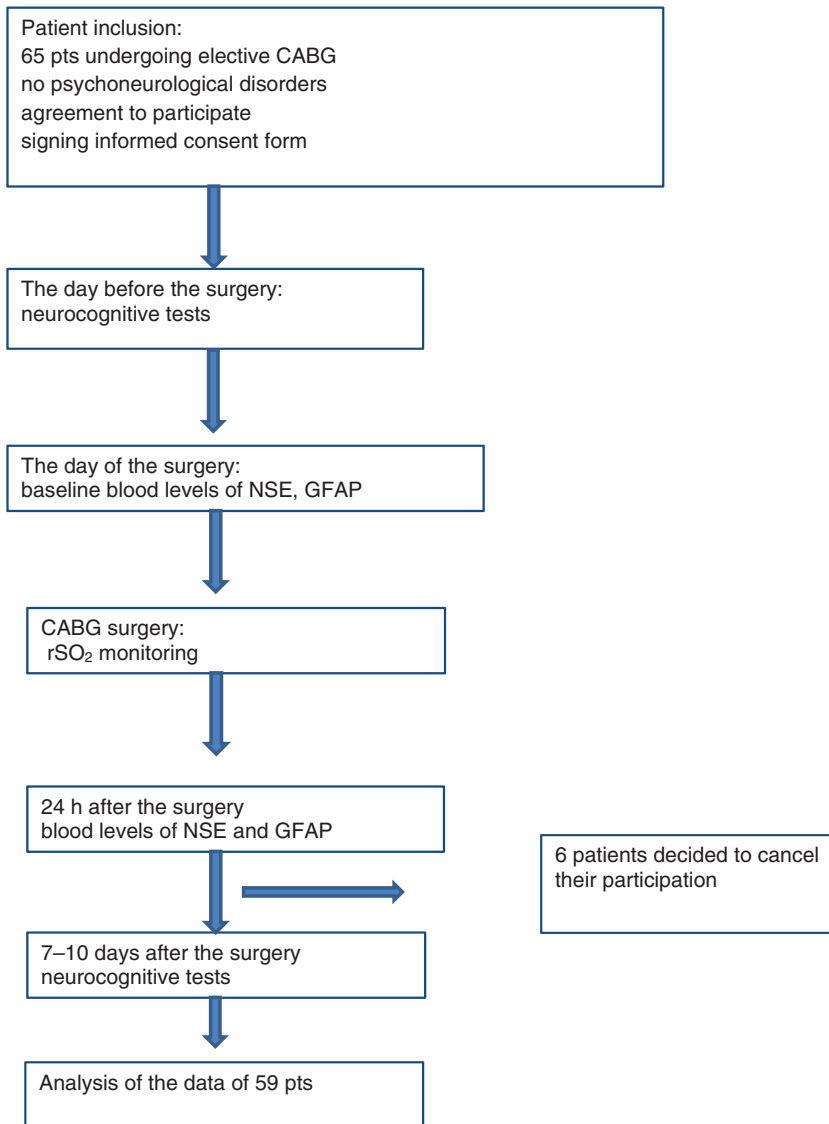 Patient inclusion:
65 pts undergoing elective CABG
no psychoneurological disorders
agreement to participate
signing informed consent form
The day before the surgery:
neurocognitive tests
The day of the surgery:
baseline blood levels of NSE, GFAP
CABG surgery:
rSO₂ monitoring
24 h after the surgery
blood levels of NSE and GFAP
6 patients decided to cancel
their participation
7–10 days after the surgery
neurocognitive tests
Analysis of the data of 59 pts